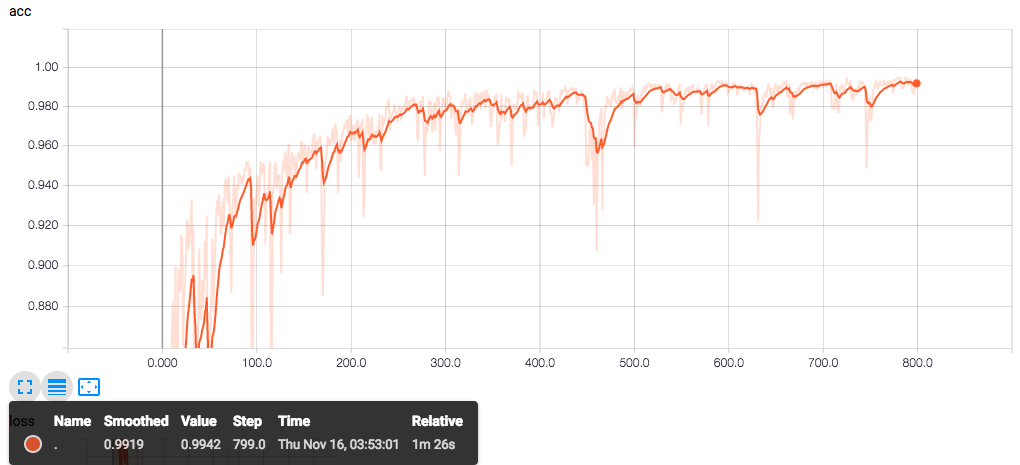 acc
1.00
0.980
0.960
0.940
0.920
0.900
0.880
0.000 100.0 200.0 300.0 400.0 500.0 600.0 700.0 800.0
loss
Name Smoothed Value Step Time Relative
. 0.9919 0.9942 799.0 Thu Nov 16, 03:53:01 1m 26s